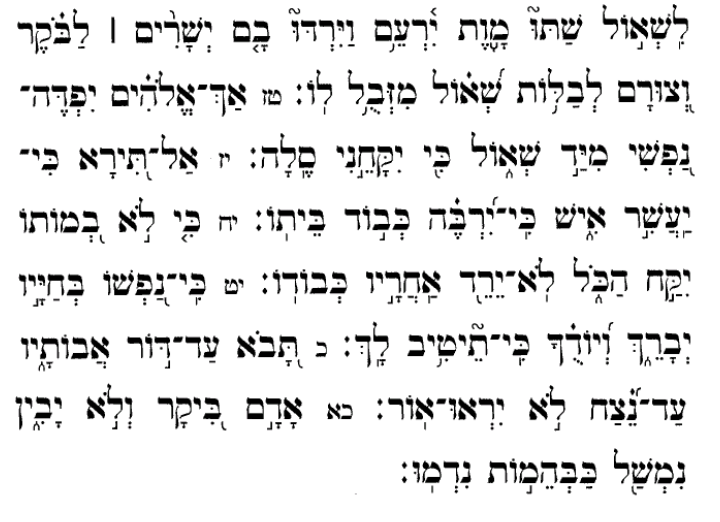 לִֽשְׁא֣וֹל שַׁתּוּ֮ מָ֤וֶת יִ֫רְעֵ֥ם וַיִּרְדּ֮וּ בָ֤ם יְשָׁרִ֨ים ׀ לַבֹּ֗קֶר
וְ֭צוּרָם לְבַלּ֥וֹת שְׁא֗וֹל מִזְּבֻ֥ל לֽוֹ׃ טז אַךְ־אֱלֹהִ֗ים יִפְדֶּ֣ה־
נַ֭פְשִׁי מִיַּ֥ד שְׁא֑וֹל כִּ֖י יִקָּחֵ֣נִי סֶֽלָה׃ יז אַל־תִּ֭ירָא כִּֽי־
יַעֲשִׁ֣ר אִ֑ישׁ כִּֽי־יִ֝רְבֶּ֗ה כְּב֣וֹד בֵּיתֽוֹ׃ יח כִּ֤י לֹ֣א בְ֭מוֹתוֹ
יִקַּ֣ח הַכֹּ֑ל לֹֽא־יֵרֵ֖ד אַחֲרָ֣יו כְּבוֹדֽוֹ׃ יט כִּֽי־נַ֭פְשׁוֹ בְּחַיָּ֣יו
יְבָרֵ֑ךְ וְ֝יוֹדֻ֗ךָ כִּֽי־תֵיטִ֥יב לָֽךְ׃ כ תָּ֭בֹא עַד־דּ֣וֹר אֲבוֹתָ֑יו
עַד־נֵ֝֗צַח לֹ֣א יִרְאוּ־אֽוֹר׃ כא אָדָ֣ם בִּ֭יקָר וְלֹ֣א יָבִ֑ין
נִמְשַׁ֖ל כַּבְּהֵמ֣וֹת נִדְמֽוּ׃